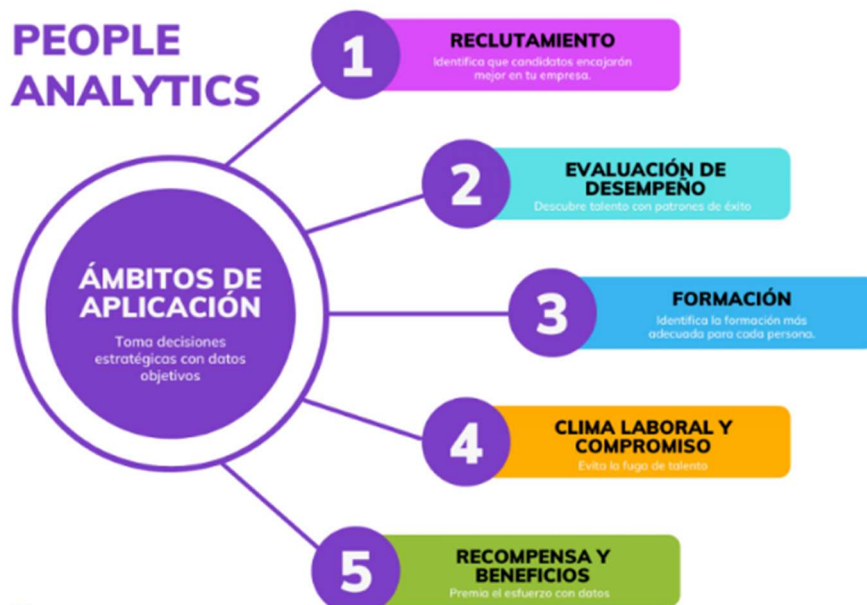 PEOPLE
ANALYTICS
ÁMBITOS DE
APLICACIÓN
Toma decisiones
estratégicas con datos
objetivos
1
RECLUTAMIENTO
Identifica que candidatos encajarán
mejor en tu empresa.
2
EVALUACIÓN DE
DESEMPEÑO
Descubre talento con patrones de éxito
3
FORMACIÓN
Identifica la formación más
adecuada para cada persona.
4
CLIMA LABORAL Y
COMPROMISO
Evita la fuga de talento
5
RECOMPENSA Y
BENEFICIOS
Premia el esfuerzo con datos